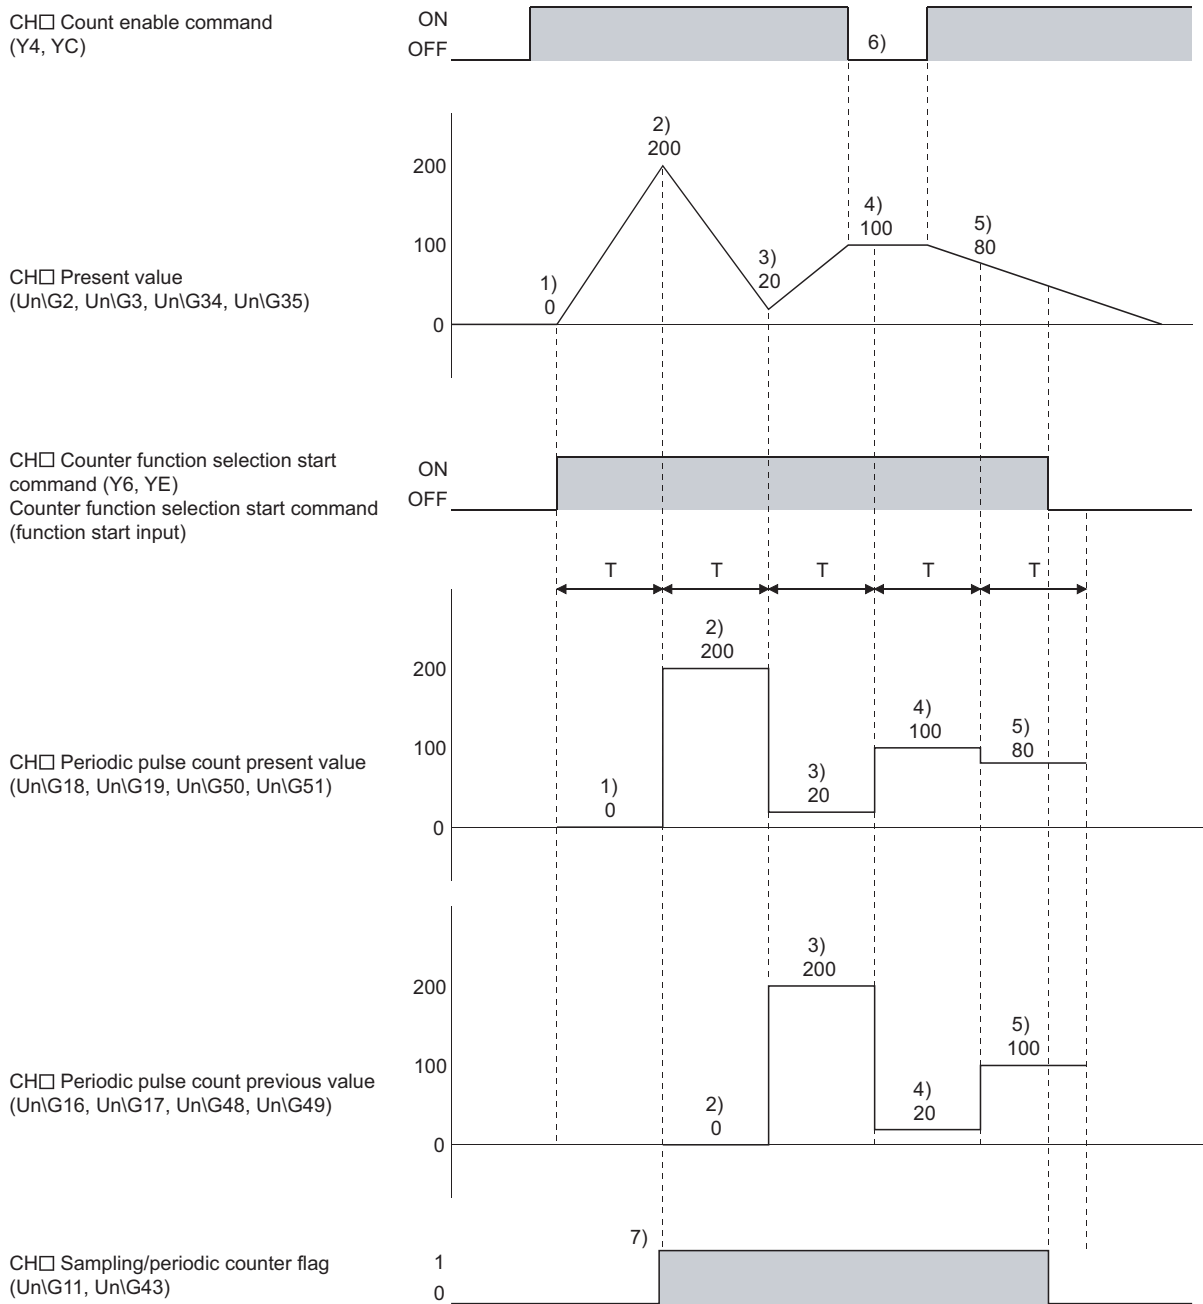 CH□ Count enable command
(Y4, YC)
ON
OFF
6)
2)
200
200
4)
100
5)
80
100
3)
20
CH□ Present value
(Un\G2, Un\G3, Un\G34, Un\G35)
1)
0
0
CH□ Counter function selection start
command (Y6, YE)
Counter function selection start command
(function start input)
ON
OFF
T T T T T
2)
200
200
4)
100
5)
80
100
3)
20
CH□ Periodic pulse count present value
(Un\G18, Un\G19, Un\G50, Un\G51)
1)
0
0
3)
200
200
5)
100
100
CH□ Periodic pulse count previous value
(Un\G16, Un\G17, Un\G48, Un\G49)
2)
0
4)
20
0
7)
CH□ Sampling/periodic counter flag
(Un\G11, Un\G43)
1
0